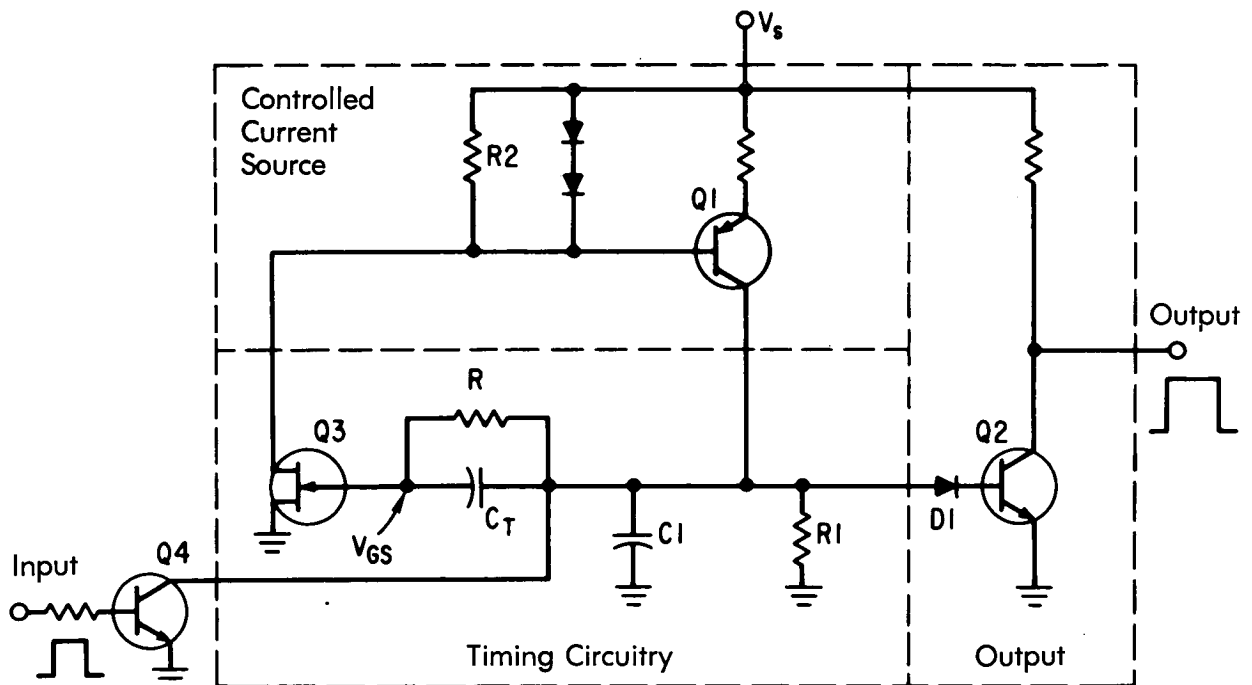 Vs
Controlled
Current
Source
R2
Q1
Output
R
Q3
Q2
CT
C1
R1
D1
VGS
Q4
Input
Timing Circuitry
Output